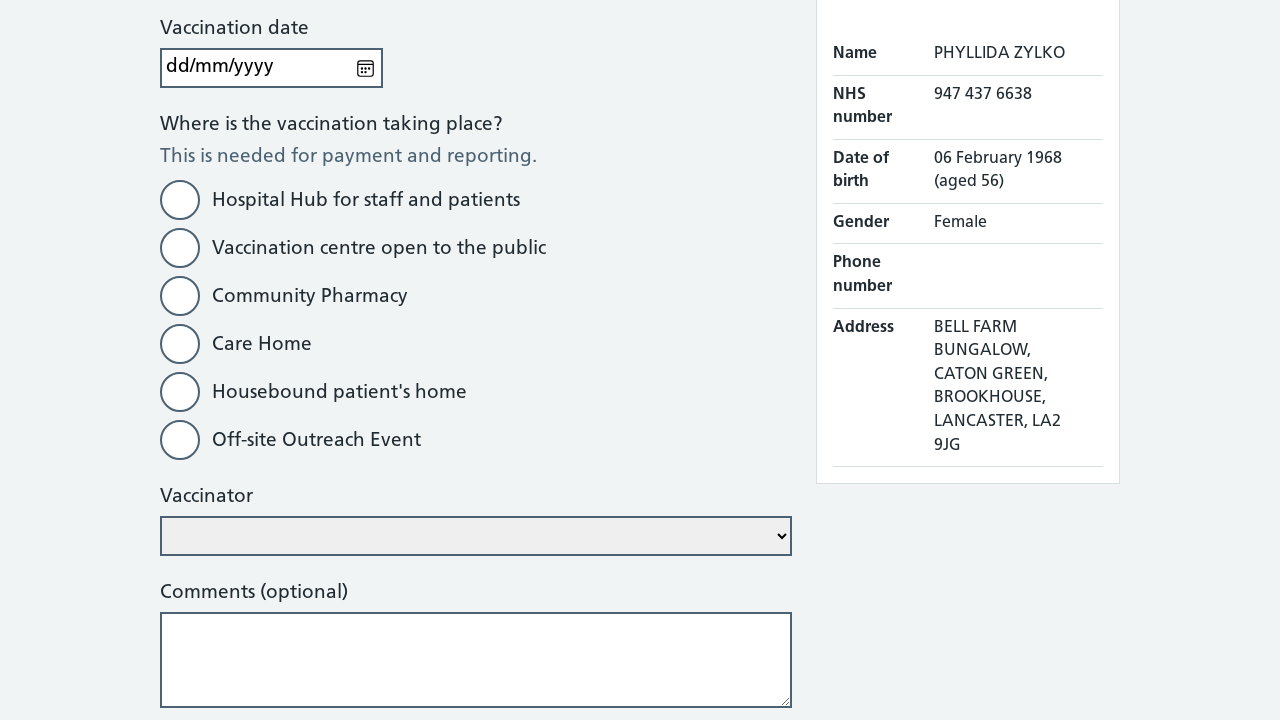 Vaccination date
dd/mm/yyyy
Where is the vaccination taking place?
This is needed for payment and reporting.
Hospital Hub for staff and patients
Vaccination centre open to the public
Community Pharmacy
Care Home
Housebound patient's home
Off-site Outreach Event
Vaccinator
Comments (optional)
Name PHYLLIDA ZYLKO
NHS number 947 437 6638
Date of birth 06 February 1968 (aged 56)
Gender Female
Phone number
Address BELL FARM
BUNGALOW,
CATON GREEN,
BROOKHOUSE,
LANCASTER, LA2
9JG